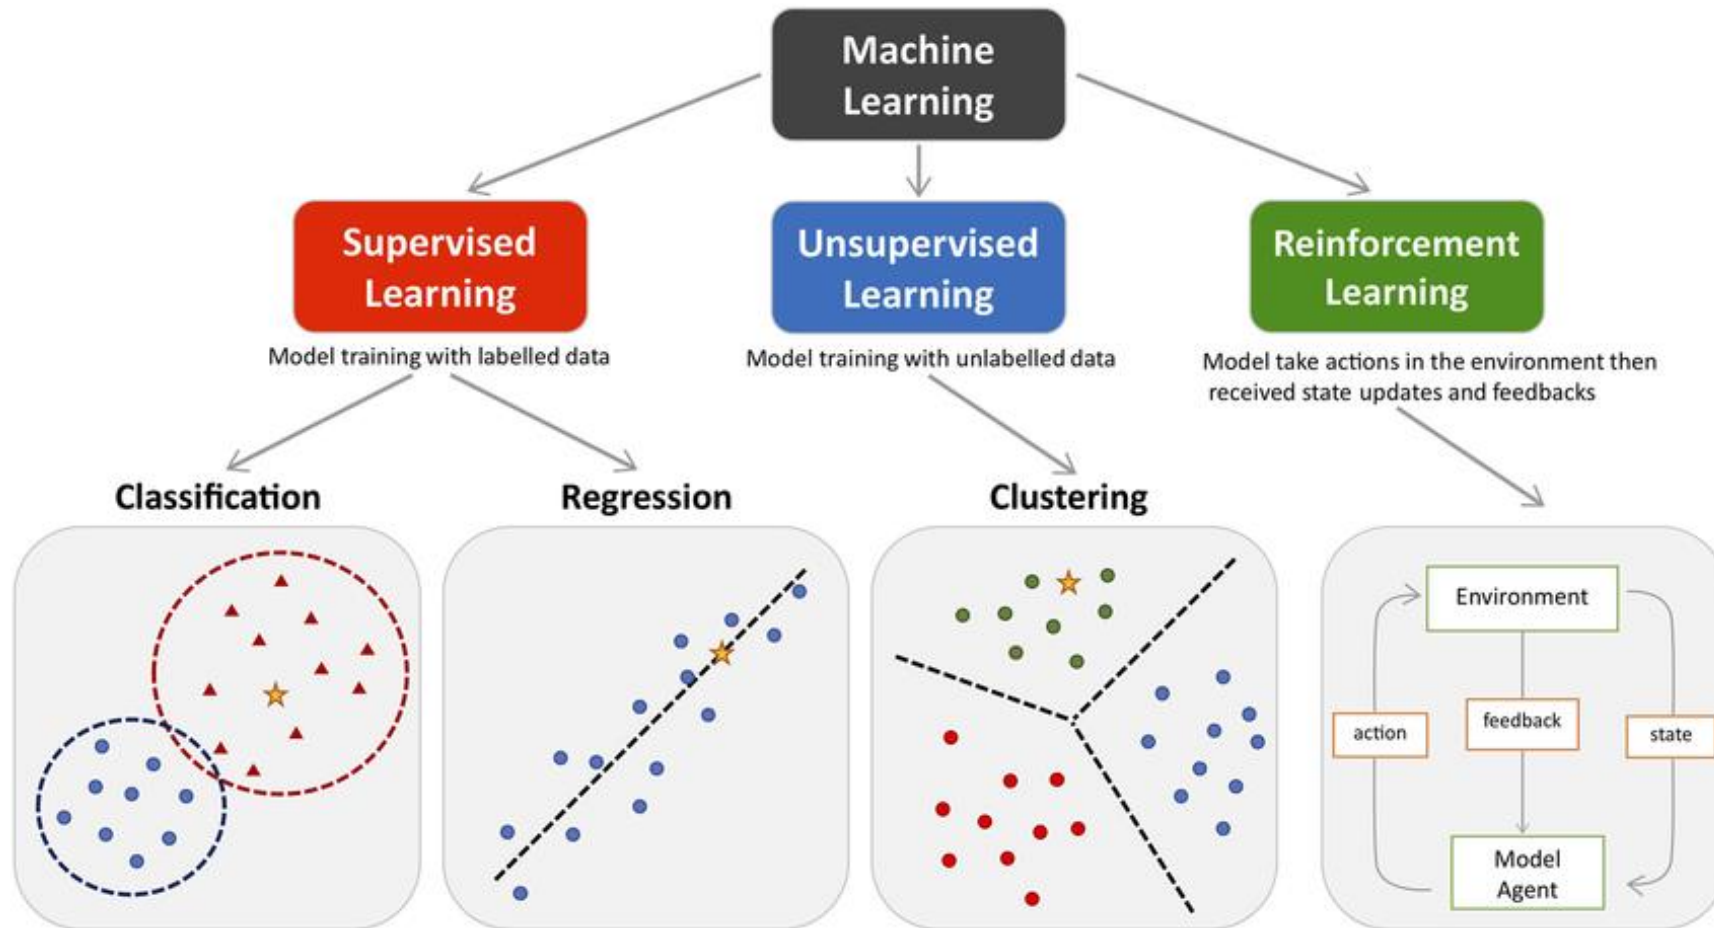 Machine
Learning
Supervised
Learning
Unsupervised
Learning
Reinforcement
Learning
Model training with labelled data
Model training with unlabelled data
Model take actions in the environment then
received state updates and feedbacks
Classification
Regression
Clustering
Environment
action
feedback
state
Model
Agent